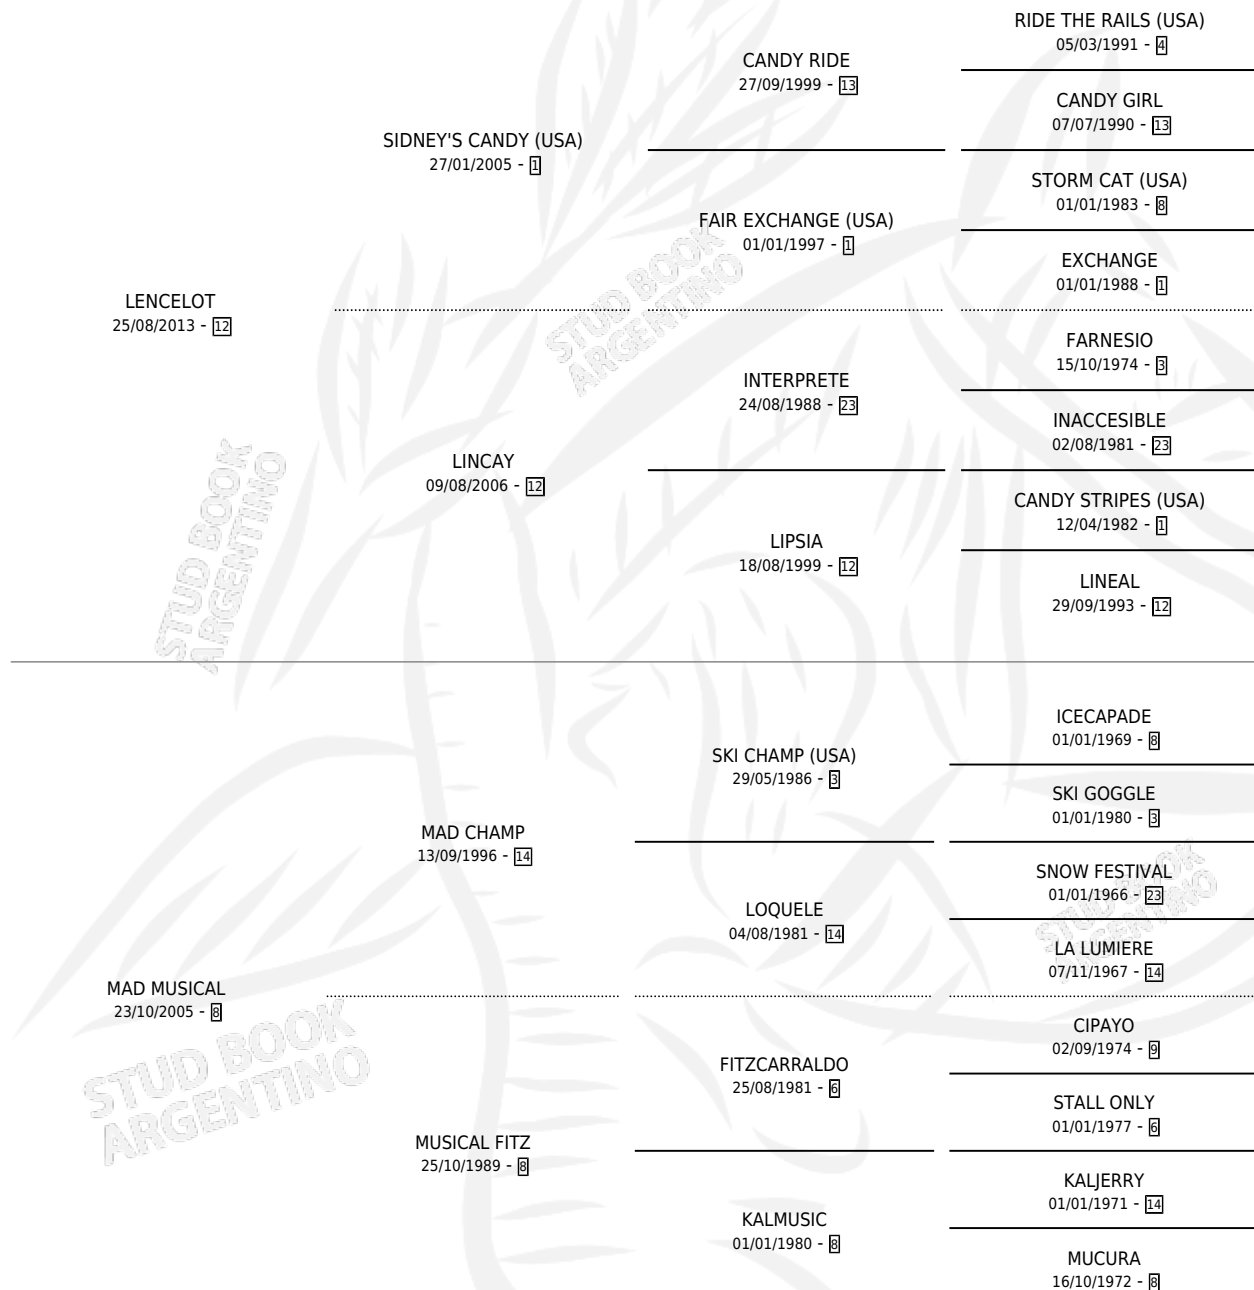 RIDE THE RAILS (USA)
05/03/1991 - 4
CANDY RIDE
27/09/1999 - 13
CANDY GIRL
07/07/1990 - 13
SIDNEY'S CANDY (USA)
27/01/2005 - 1
STORM CAT (USA)
01/01/1983 - 8
FAIR EXCHANGE (USA)
01/01/1997 - 1
EXCHANGE
01/01/1988 - 1
LENCELOT
25/08/2013 - 12
FARNESIO
15/10/1974 - 3
INTERPRETE
24/08/1988 - 23
INACCESIBLE
02/08/1981 - 23
LINCAY
09/08/2006 - 12
CANDY STRIPES (USA)
12/04/1982 - 1
LIPSIA
18/08/1999 - 12
LINEAL
29/09/1993 - 12
STUD BOOK
ARGENTINO
STUD BOOK
ARGENTINO
ICECAPADE
01/01/1969 - 8
SKI CHAMP (USA)
29/05/1986 - 3
SKI GOGGLE
01/01/1980 - 3
MAD CHAMP
13/09/1996 - 14
SNOW FESTIVAL
01/01/1966 - 23
LOQUELE
04/08/1981 - 14
LA LUMIERE
07/11/1967 - 14
STUD BOOK
ARGENTINO
MAD MUSICAL
23/10/2005 - 8
CIPAYO
02/09/1974 - 9
FITZCARRALDO
25/08/1981 - 6
STALL ONLY
01/01/1977 - 6
MUSICAL FITZ
25/10/1989 - 8
KALJERRY
01/01/1971 - 14
KALMUSIC
01/01/1980 - 8
MUCURA
16/10/1972 - 8
STUD BOOK
ARGENTINO